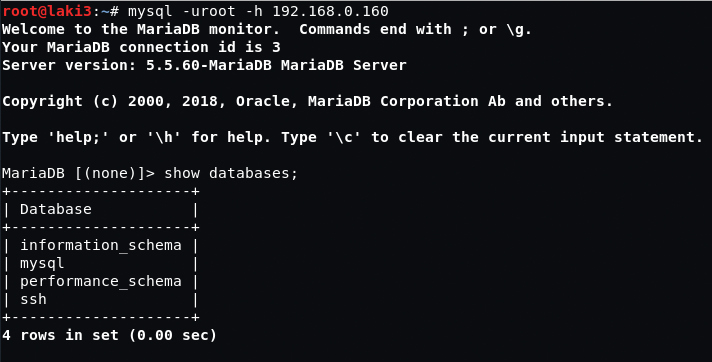 root@laki3:~# mysql -uroot -h 192.168.0.160
Welcome to the MariaDB monitor.  Commands end with ; or \g.
Your MariaDB connection id is 3
Server version: 5.5.60-MariaDB MariaDB Server

Copyright (c) 2000, 2018, Oracle, MariaDB Corporation Ab and others.

Type 'help;' or '\h' for help. Type '\c' to clear the current input statement.

MariaDB [(none)]> show databases;
+--------------------+
| Database           |
+--------------------+
| information_schema |
| mysql              |
| performance_schema |
| ssh                |
+--------------------+
4 rows in set (0.00 sec)